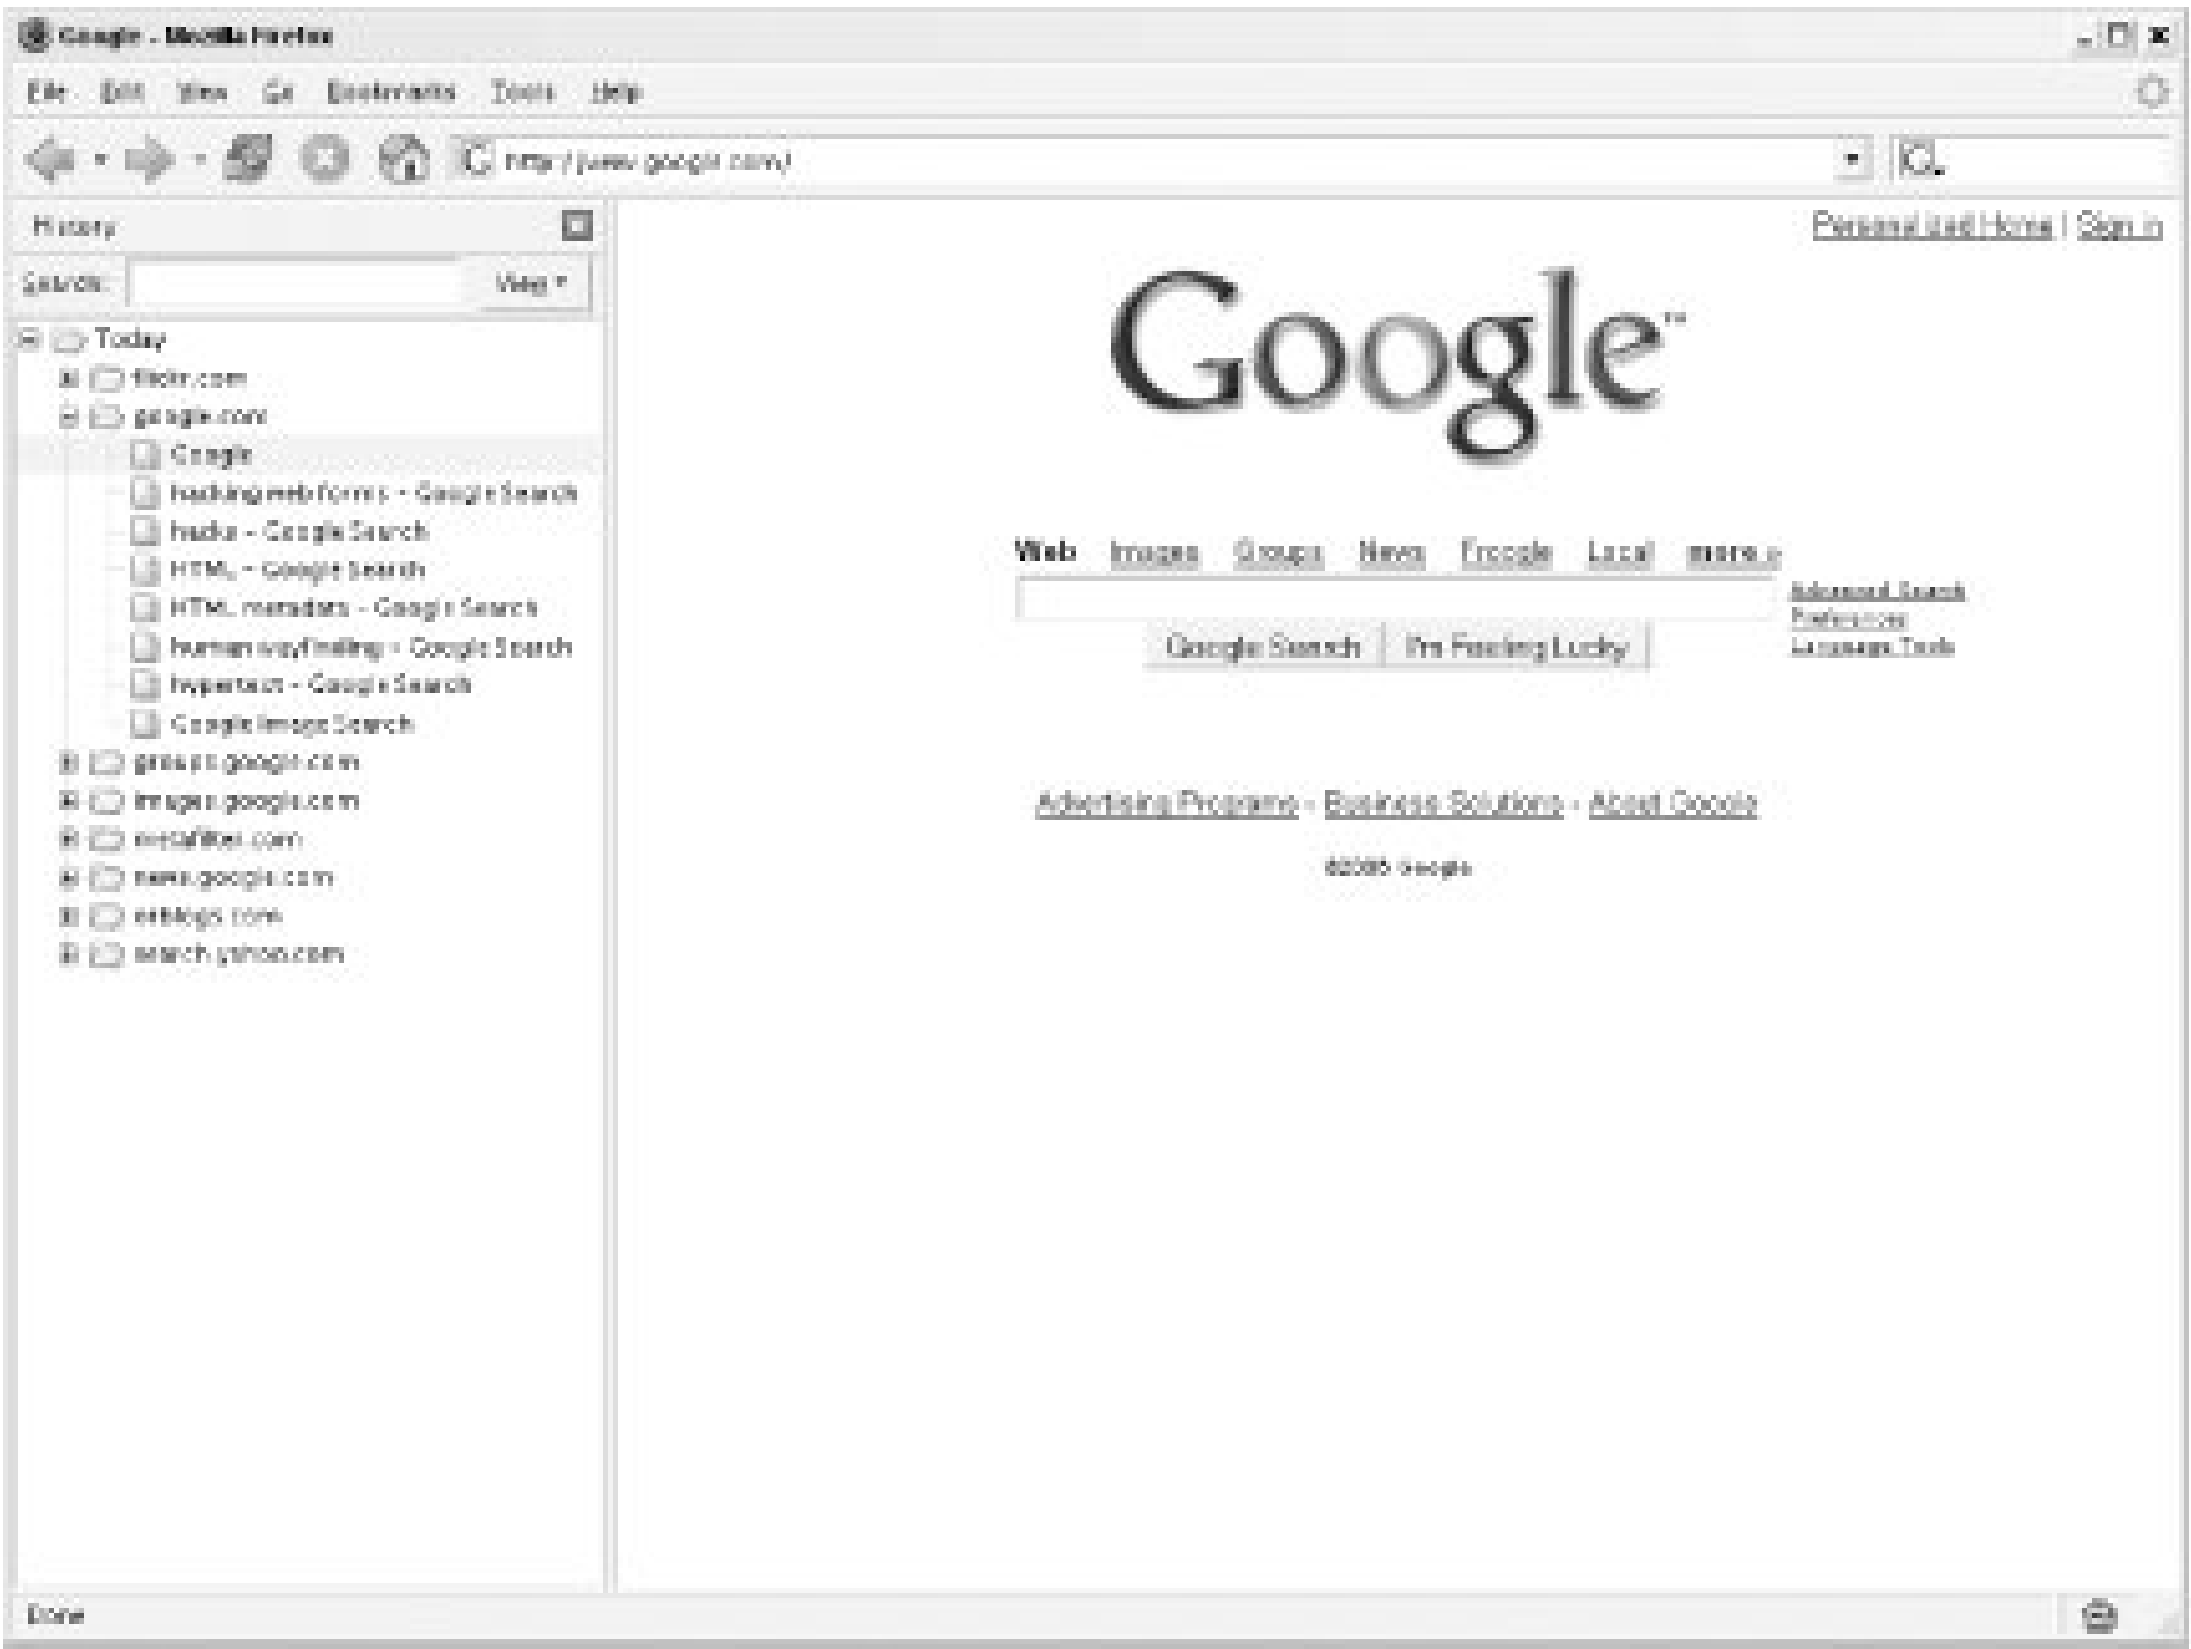 Google - Mozilla Firefox
File Edit View Go Bookmarks Tools Help
http://www.google.com/
History
Search: View
Today
flickr.com
google.com
Google
hacking web forms - Google Search
hacks - Google Search
HTML - Google Search
HTML metadata - Google Search
human wayfinding - Google Search
hypertext - Google Search
Google Image Search
groups.google.com
images.google.com
metafilter.com
news.google.com
search.yahoo.com
Personalized Home | Sign in
Google™
Web Images Groups News Froogle Local more »
Advanced Search
Preferences
Language Tools
Google Search I'm Feeling Lucky
Advertising Programs - Business Solutions - About Google
©2005 Google
Done